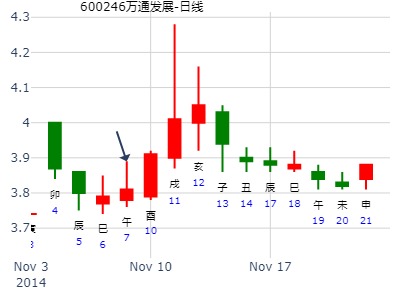 600246万通发展-日线
4.3
4.2
4.1
4
3.9
3.8
3.7
卯
4
辰
5
巳
6
午
7
酉
10
戌
11
亥
12
子
13
丑
14
辰
17
巳
18
午
19
未
20
申
21
3
Nov 3
2014
Nov 10
Nov 17